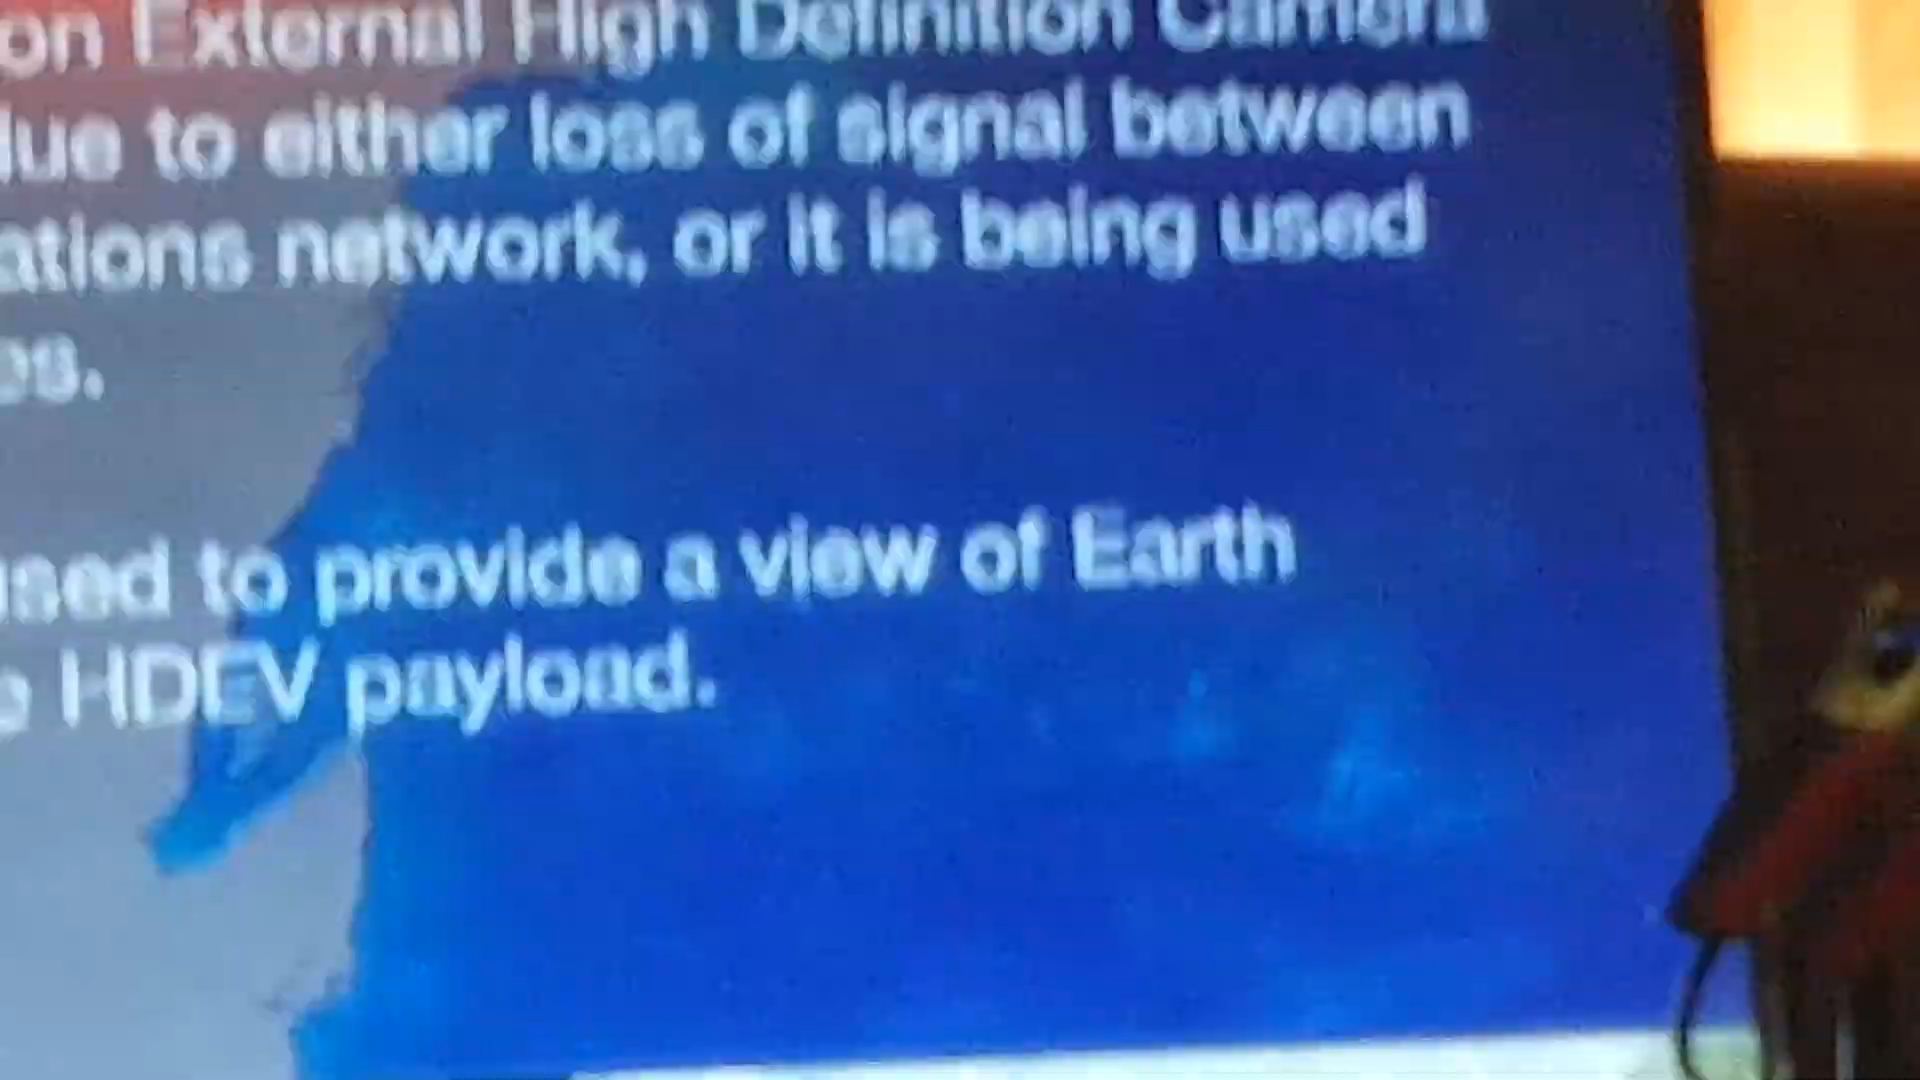 on External High Definition Camera
due to either loss of signal between
ations network, or it is being used
es.
used to provide a view of Earth
e HDEV payload.